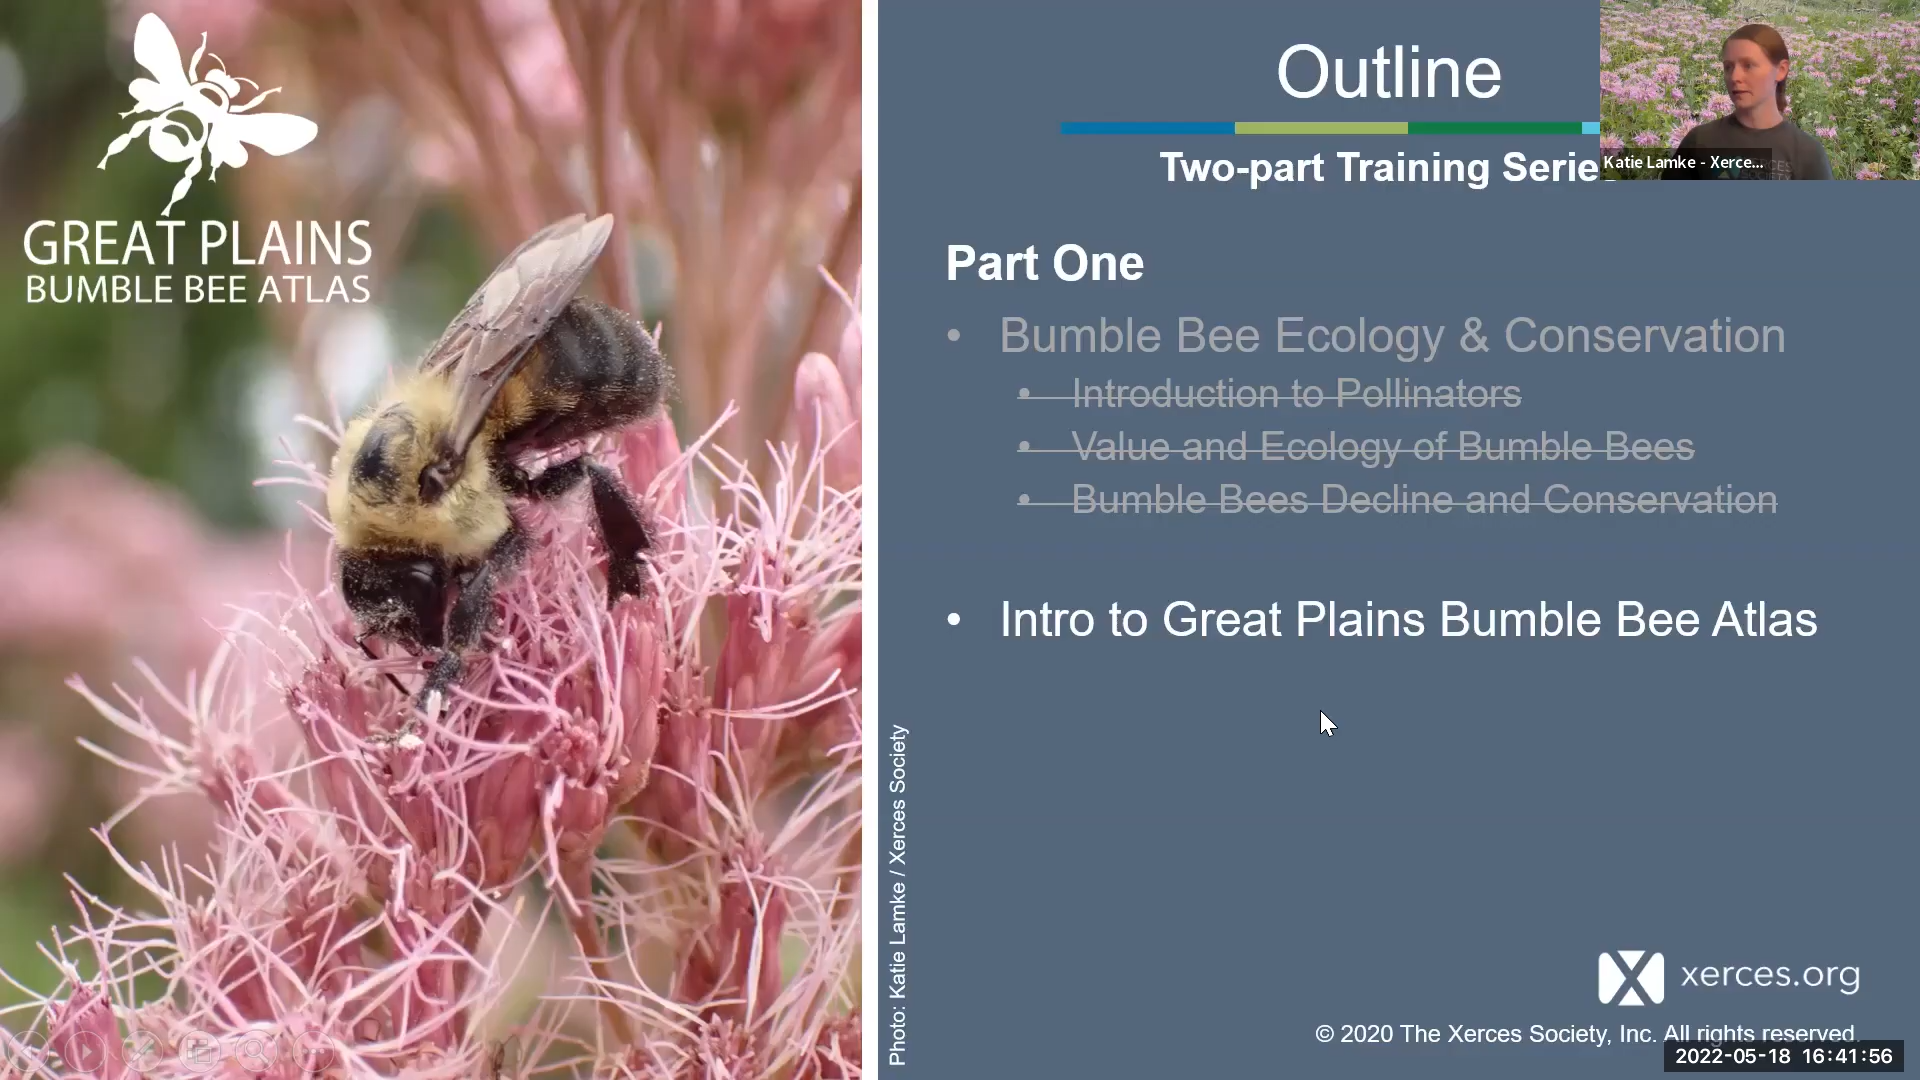 GREAT PLAINS
BUMBLE BEE ATLAS
Outline
Two-part Training Serie
Katie Lamke - Xerce...
XERCES
SOCIETY
Part One
• Bumble Bee Ecology & Conservation
• Introduction to Pollinators
• Value and Ecology of Bumble Bees
• Bumble Bees Decline and Conservation
• Intro to Great Plains Bumble Bee Atlas
Photo: Katie Lamke / Xerces Society
xerces.org
© 2020 The Xerces Society, Inc. All rights reserved.
2022-05-18 16:41:56